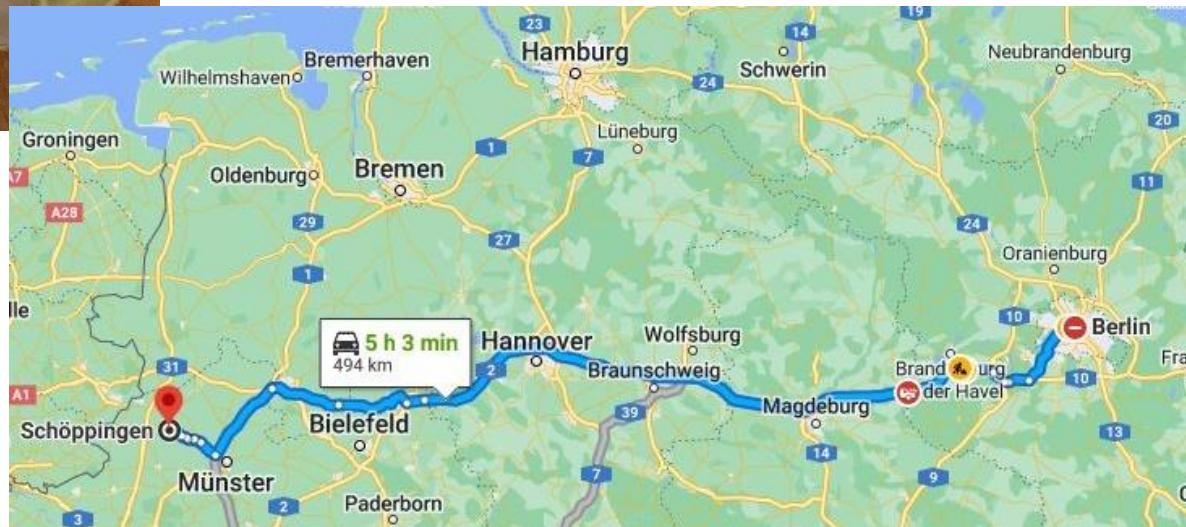 23
19
14
Hamburg
Bremerhaven
Neubrandenburg
Wilhelmshaven
Schwerin
24
20
Groningen
Lüneburg
1
7
A7
Bremen
Oldenburg
11
A28
29
27
24
Oranienburg
1
lle
5 h 3 min
494 km
10
Berlin
Hannover
Wolfsburg
31
2
Braunschweig
Brand urg
der Havel
10
Fra
A1
Magdeburg
39
Schöppingen
Bielefeld
13
14
Münster
7
9
2
Paderborn
3